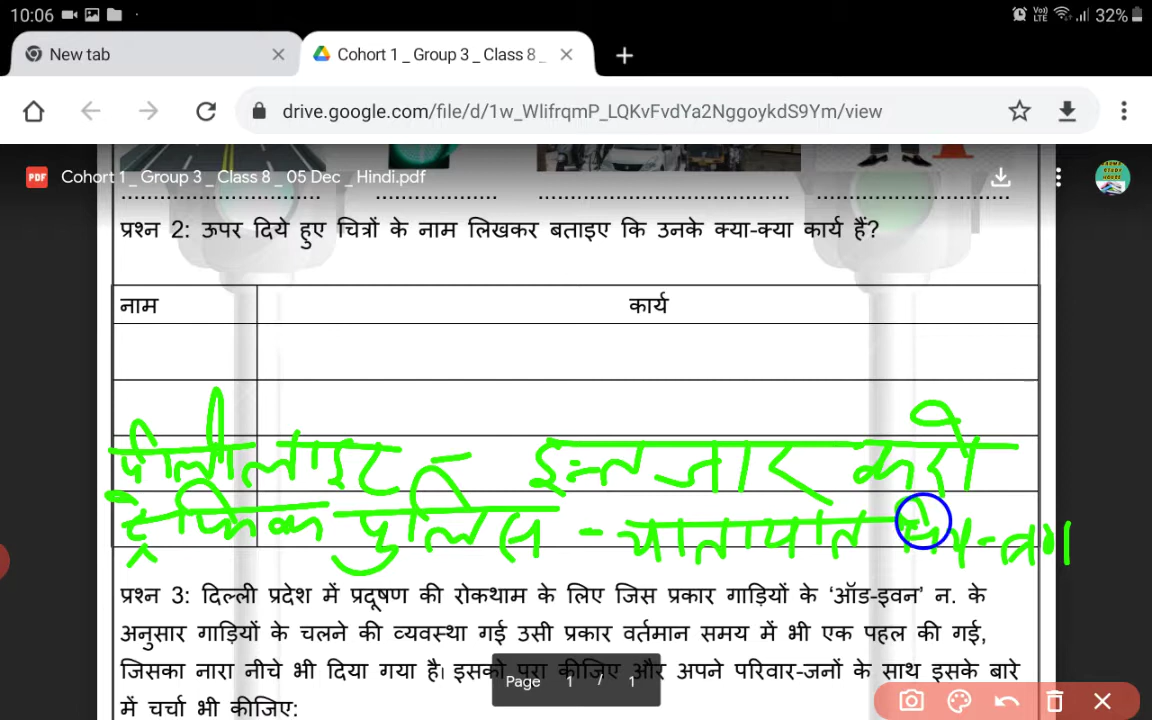 10:06 VoO LTE 32%
New tab Cohort 1 _ Group 3 _ Class 8 _
drive.google.com/file/d/1w_WlifrqmP_LQKvFvdYa2NggoykdS9Ym/view
PDF Cohort 1 _ Group 3 _ Class 8 _ 05 Dec _ Hindi.pdf
प्रश्न 2: ऊपर दिये हुए चित्रों के नाम लिखकर बताइए कि उनके क्या-क्या कार्य हैं?
नाम कार्य
पीलीलाइट - इन्तजार करो
ट्रैफिक पुलिस - यातायात
प्रश्न 3: दिल्ली प्रदेश में प्रदूषण की रोकथाम के लिए जिस प्रकार गाड़ियों के ‘ऑड-इवन’ न. के
अनुसार गाड़ियों के चलने की व्यवस्था गई उसी प्रकार वर्तमान समय में भी एक पहल की गई,
जिसका नारा नीचे भी दिया गया है। इसको पूरा कीजिए और अपने परिवार-जनों के साथ इसके बारे
में चर्चा भी कीजिए:
Page 1 / 1